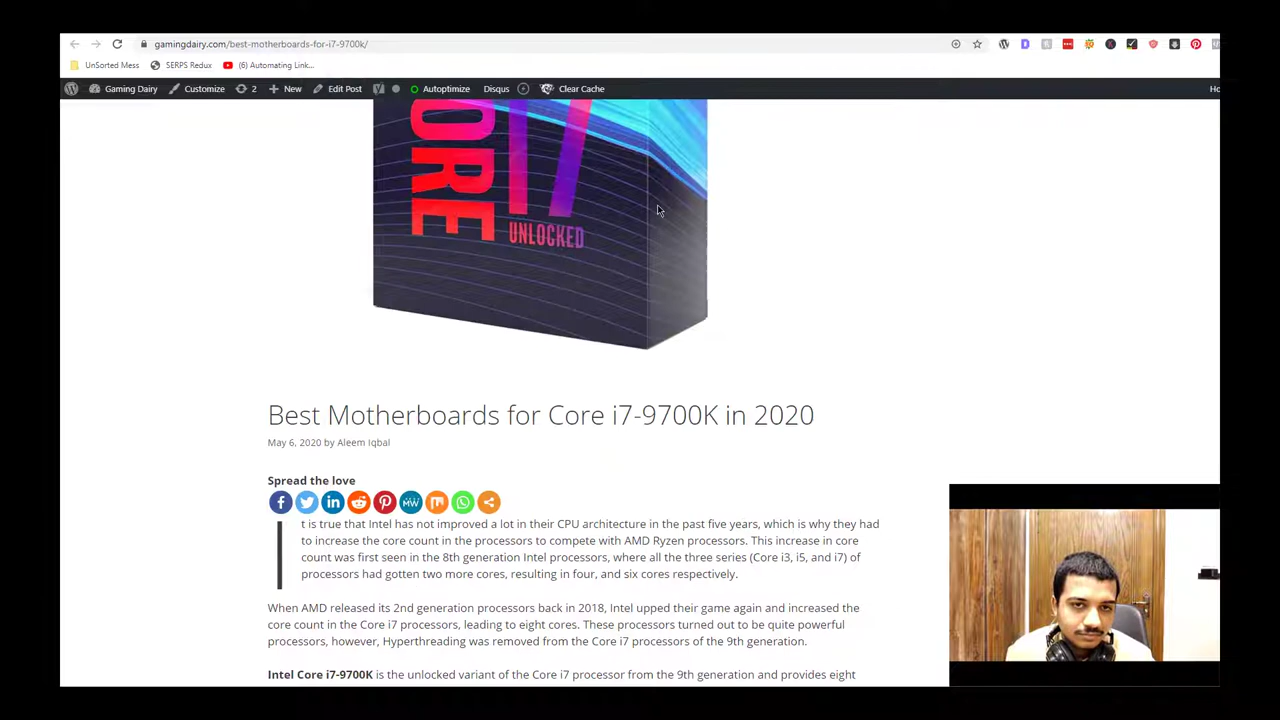 gamingdairy.com/best-motherboards-for-i7-9700k/
UnSorted Mess SERPS Redux (6) Automating Link...
Gaming Dairy Customize 2 New Edit Post Autoptimize Disqus Clear Cache Ho
CORE i7
UNLOCKED
Best Motherboards for Core i7-9700K in 2020
May 6, 2020 by Aleem Iqbal
Spread the love
It is true that Intel has not improved a lot in their CPU architecture in the past five years, which is why they had
to increase the core count in the processors to compete with AMD Ryzen processors. This increase in core
count was first seen in the 8th generation Intel processors, where all the three series (Core i3, i5, and i7) of
processors had gotten two more cores, resulting in four, and six cores respectively.
When AMD released its 2nd generation processors back in 2018, Intel upped their game again and increased the
core count in the Core i7 processors, leading to eight cores. These processors turned out to be quite powerful
processors, however, Hyperthreading was removed from the Core i7 processors of the 9th generation.
Intel Core i7-9700K is the unlocked variant of the Core i7 processor from the 9th generation and provides eight